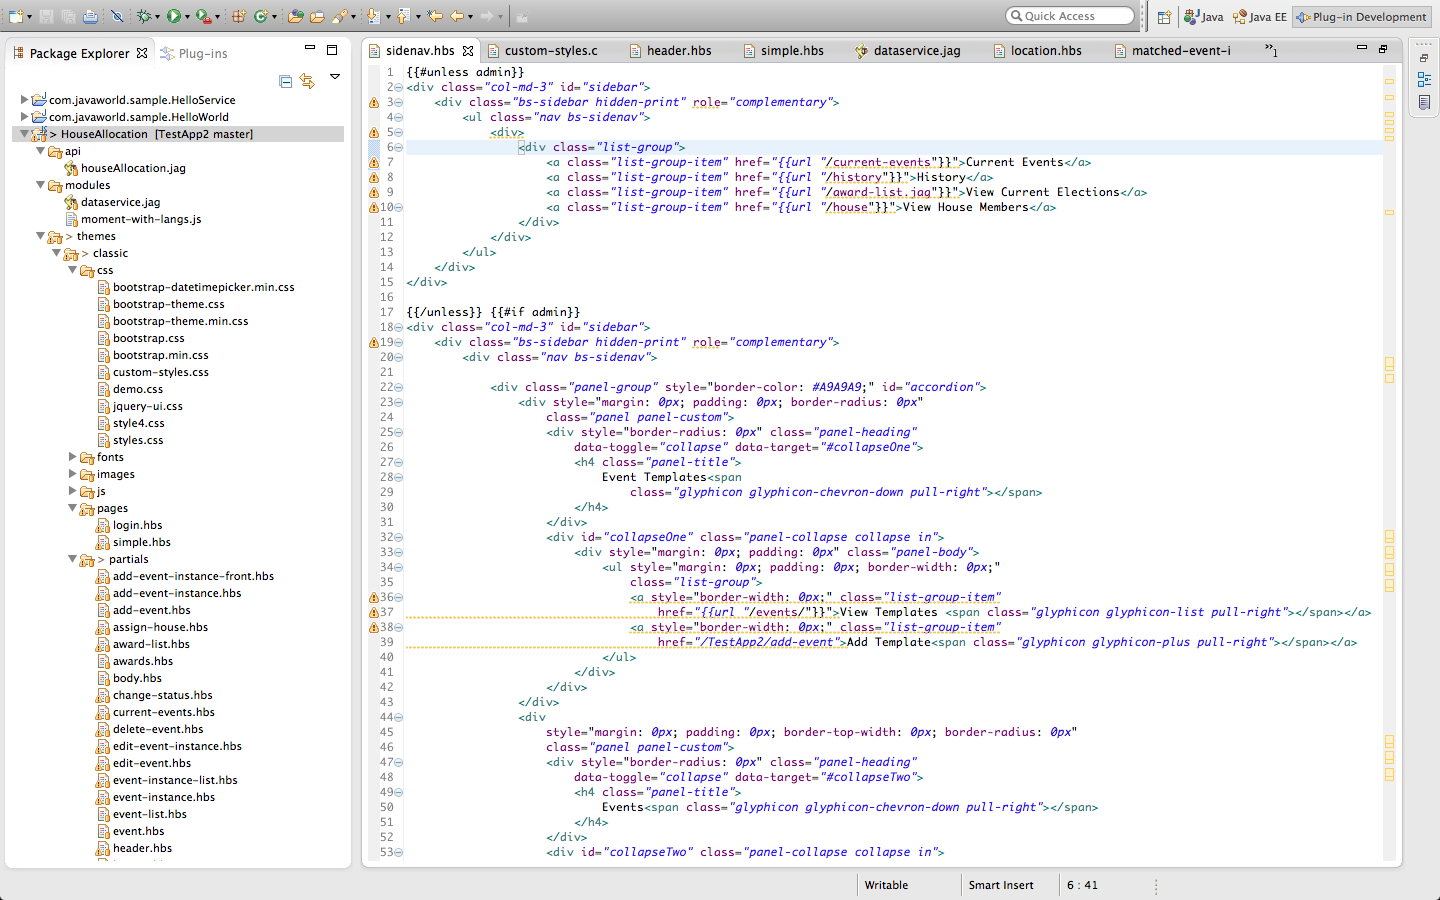 Quick Access
Java
Java EE
Plug-in Development
Package Explorer
Plug-ins
com.javaworld.sample.HelloService
com.javaworld.sample.HelloWorld
> HouseAllocation [TestApp2 master]
api
houseAllocation.jag
modules
dataservice.jag
moment-with-langs.js
> themes
> classic
css
bootstrap-datetimepicker.min.css
bootstrap-theme.css
bootstrap-theme.min.css
bootstrap.css
bootstrap.min.css
custom-styles.css
demo.css
jquery-ui.css
style4.css
styles.css
fonts
images
js
pages
login.hbs
simple.hbs
> partials
add-event-instance-front.hbs
add-event-instance.hbs
add-event.hbs
assign-house.hbs
award-list.hbs
awards.hbs
body.hbs
change-status.hbs
current-events.hbs
delete-event.hbs
edit-event-instance.hbs
edit-event.hbs
event-instance-list.hbs
event-instance.hbs
event-list.hbs
event.hbs
header.hbs
sidenav.hbs
custom-styles.c
header.hbs
simple.hbs
dataservice.jag
location.hbs
matched-event-i
»1
1 {{#unless admin}}
2 <div class="col-md-3" id="sidebar">
3 <div class="bs-sidebar hidden-print" role="complementary">
4 <ul class="nav bs-sidenav">
5 <div>
6 <div class="list-group">
7 <a class="list-group-item" href="{{url "/current-events"}}">Current Events</a>
8 <a class="list-group-item" href="{{url "/history"}}">History</a>
9 <a class="list-group-item" href="{{url "/award-list.jag"}}">View Current Elections</a>
10 <a class="list-group-item" href="{{url "/house"}}">View House Members</a>
11 </div>
12 </div>
13 </ul>
14 </div>
15 </div>
16
17 {{/unless}} {{#if admin}}
18 <div class="col-md-3" id="sidebar">
19 <div class="bs-sidebar hidden-print" role="complementary">
20 <div class="nav bs-sidenav">
21
22 <div class="panel-group" style="border-color: #A9A9A9;" id="accordion">
23 <div style="margin: 0px; padding: 0px; border-radius: 0px"
24 class="panel panel-custom">
25 <div style="border-radius: 0px" class="panel-heading"
26 data-toggle="collapse" data-target="#collapseOne">
27 <h4 class="panel-title">
28 Event Templates<span
29 class="glyphicon glyphicon-chevron-down pull-right"></span>
30 </h4>
31 </div>
32 <div id="collapseOne" class="panel-collapse collapse in">
33 <div style="margin: 0px; padding: 0px" class="panel-body">
34 <ul style="margin: 0px; padding: 0px; border-width: 0px;"
35 class="list-group">
36 <a style="border-width: 0px;" class="list-group-item"
37 href="{{url "/events/"}}">View Templates <span class="glyphicon glyphicon-list pull-right"></span></a>
38 <a style="border-width: 0px;" class="list-group-item"
39 href="/TestApp2/add-event">Add Template<span class="glyphicon glyphicon-plus pull-right"></span></a>
40 </ul>
41 </div>
42 </div>
43 </div>
44 <div
45 style="margin: 0px; padding: 0px; border-top-width: 0px; border-radius: 0px"
46 class="panel panel-custom">
47 <div style="border-radius: 0px" class="panel-heading"
48 data-toggle="collapse" data-target="#collapseTwo">
49 <h4 class="panel-title">
50 Events<span class="glyphicon glyphicon-chevron-down pull-right"></span>
51 </h4>
52 </div>
53 <div id="collapseTwo" class="panel-collapse collapse in">
Writable
Smart Insert
6 : 41